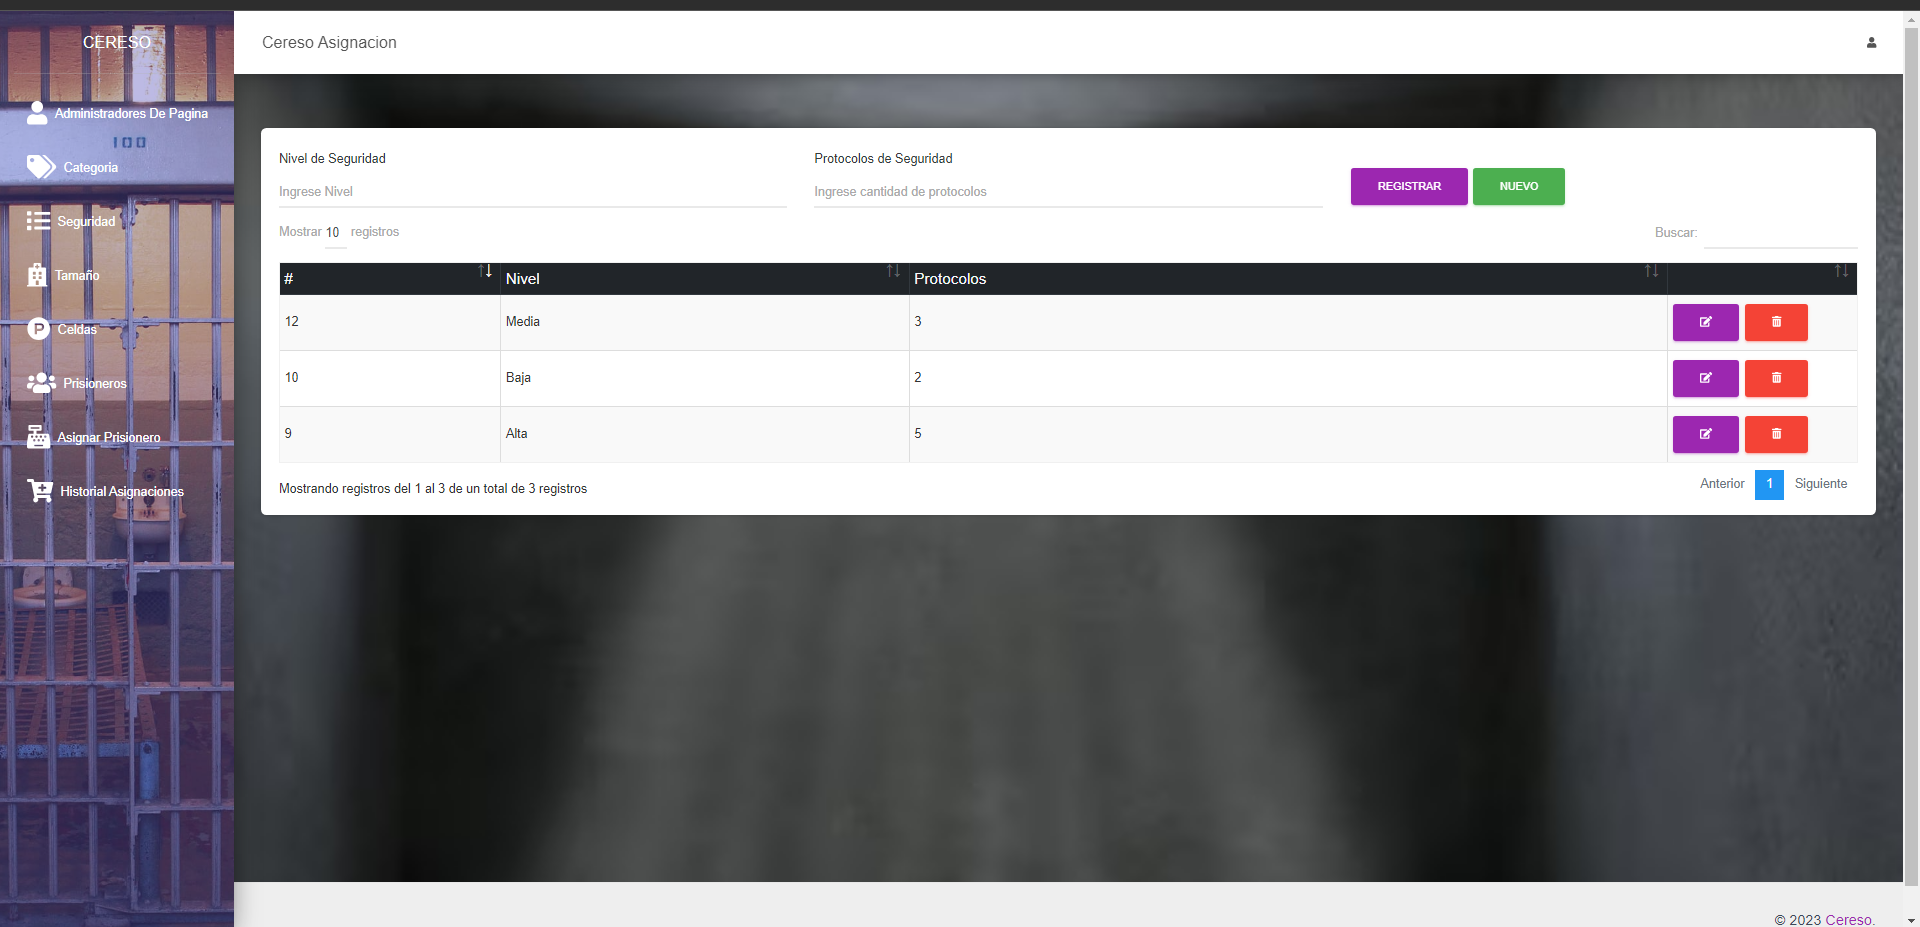 CERESO
Administradores De Pagina
100
Categoria
Seguridad
Tamaño
Celdas
Prisioneros
Asignar Prisionero
Historial Asignaciones
Cereso Asignacion
Nivel de Seguridad
Ingrese Nivel
Protocolos de Seguridad
Ingrese cantidad de protocolos
REGISTRAR NUEVO
Mostrar 10 registros
Buscar:
# Nivel Protocolos
12 Media 3
10 Baja 2
9 Alta 5
Mostrando registros del 1 al 3 de un total de 3 registros
Anterior 1 Siguiente
© 2023 Cereso.